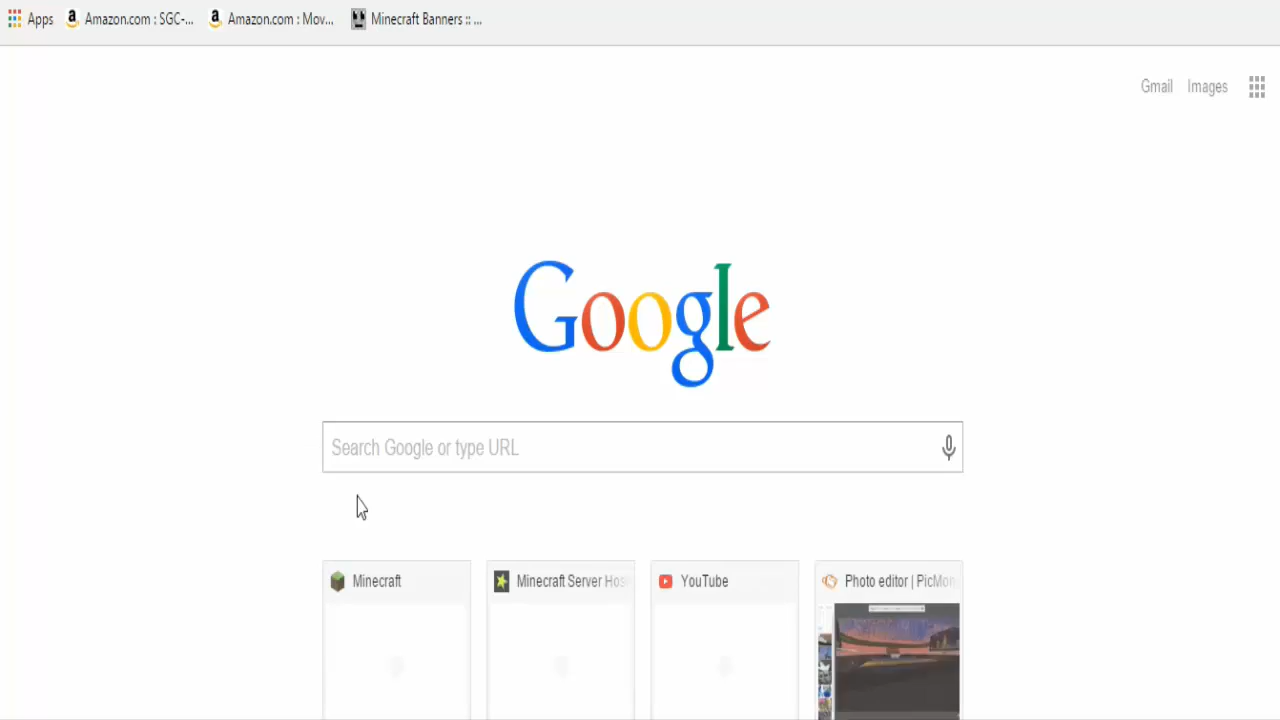 Apps Amazon.com : SGC-... Amazon.com : Mov... Minecraft Banners :: ...
Gmail Images
Google
Search Google or type URL
Minecraft Minecraft Server Hos YouTube Photo editor | PicMon